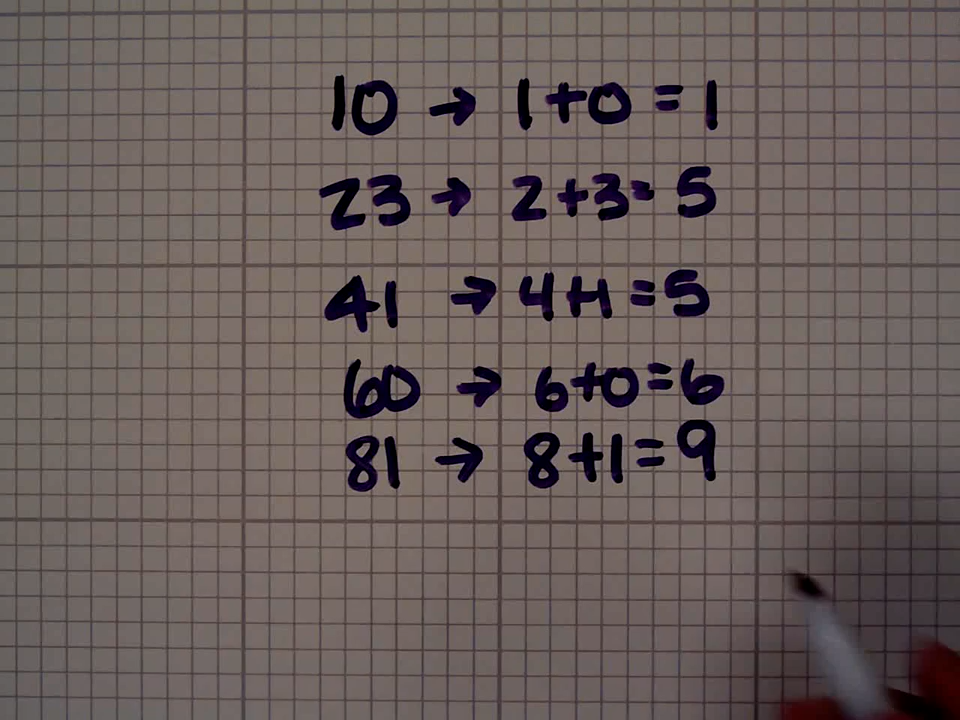 10 → 1+0=1
23 → 2+3=5
41 → 4+1=5
60 → 6+0=6
81 → 8+1=9